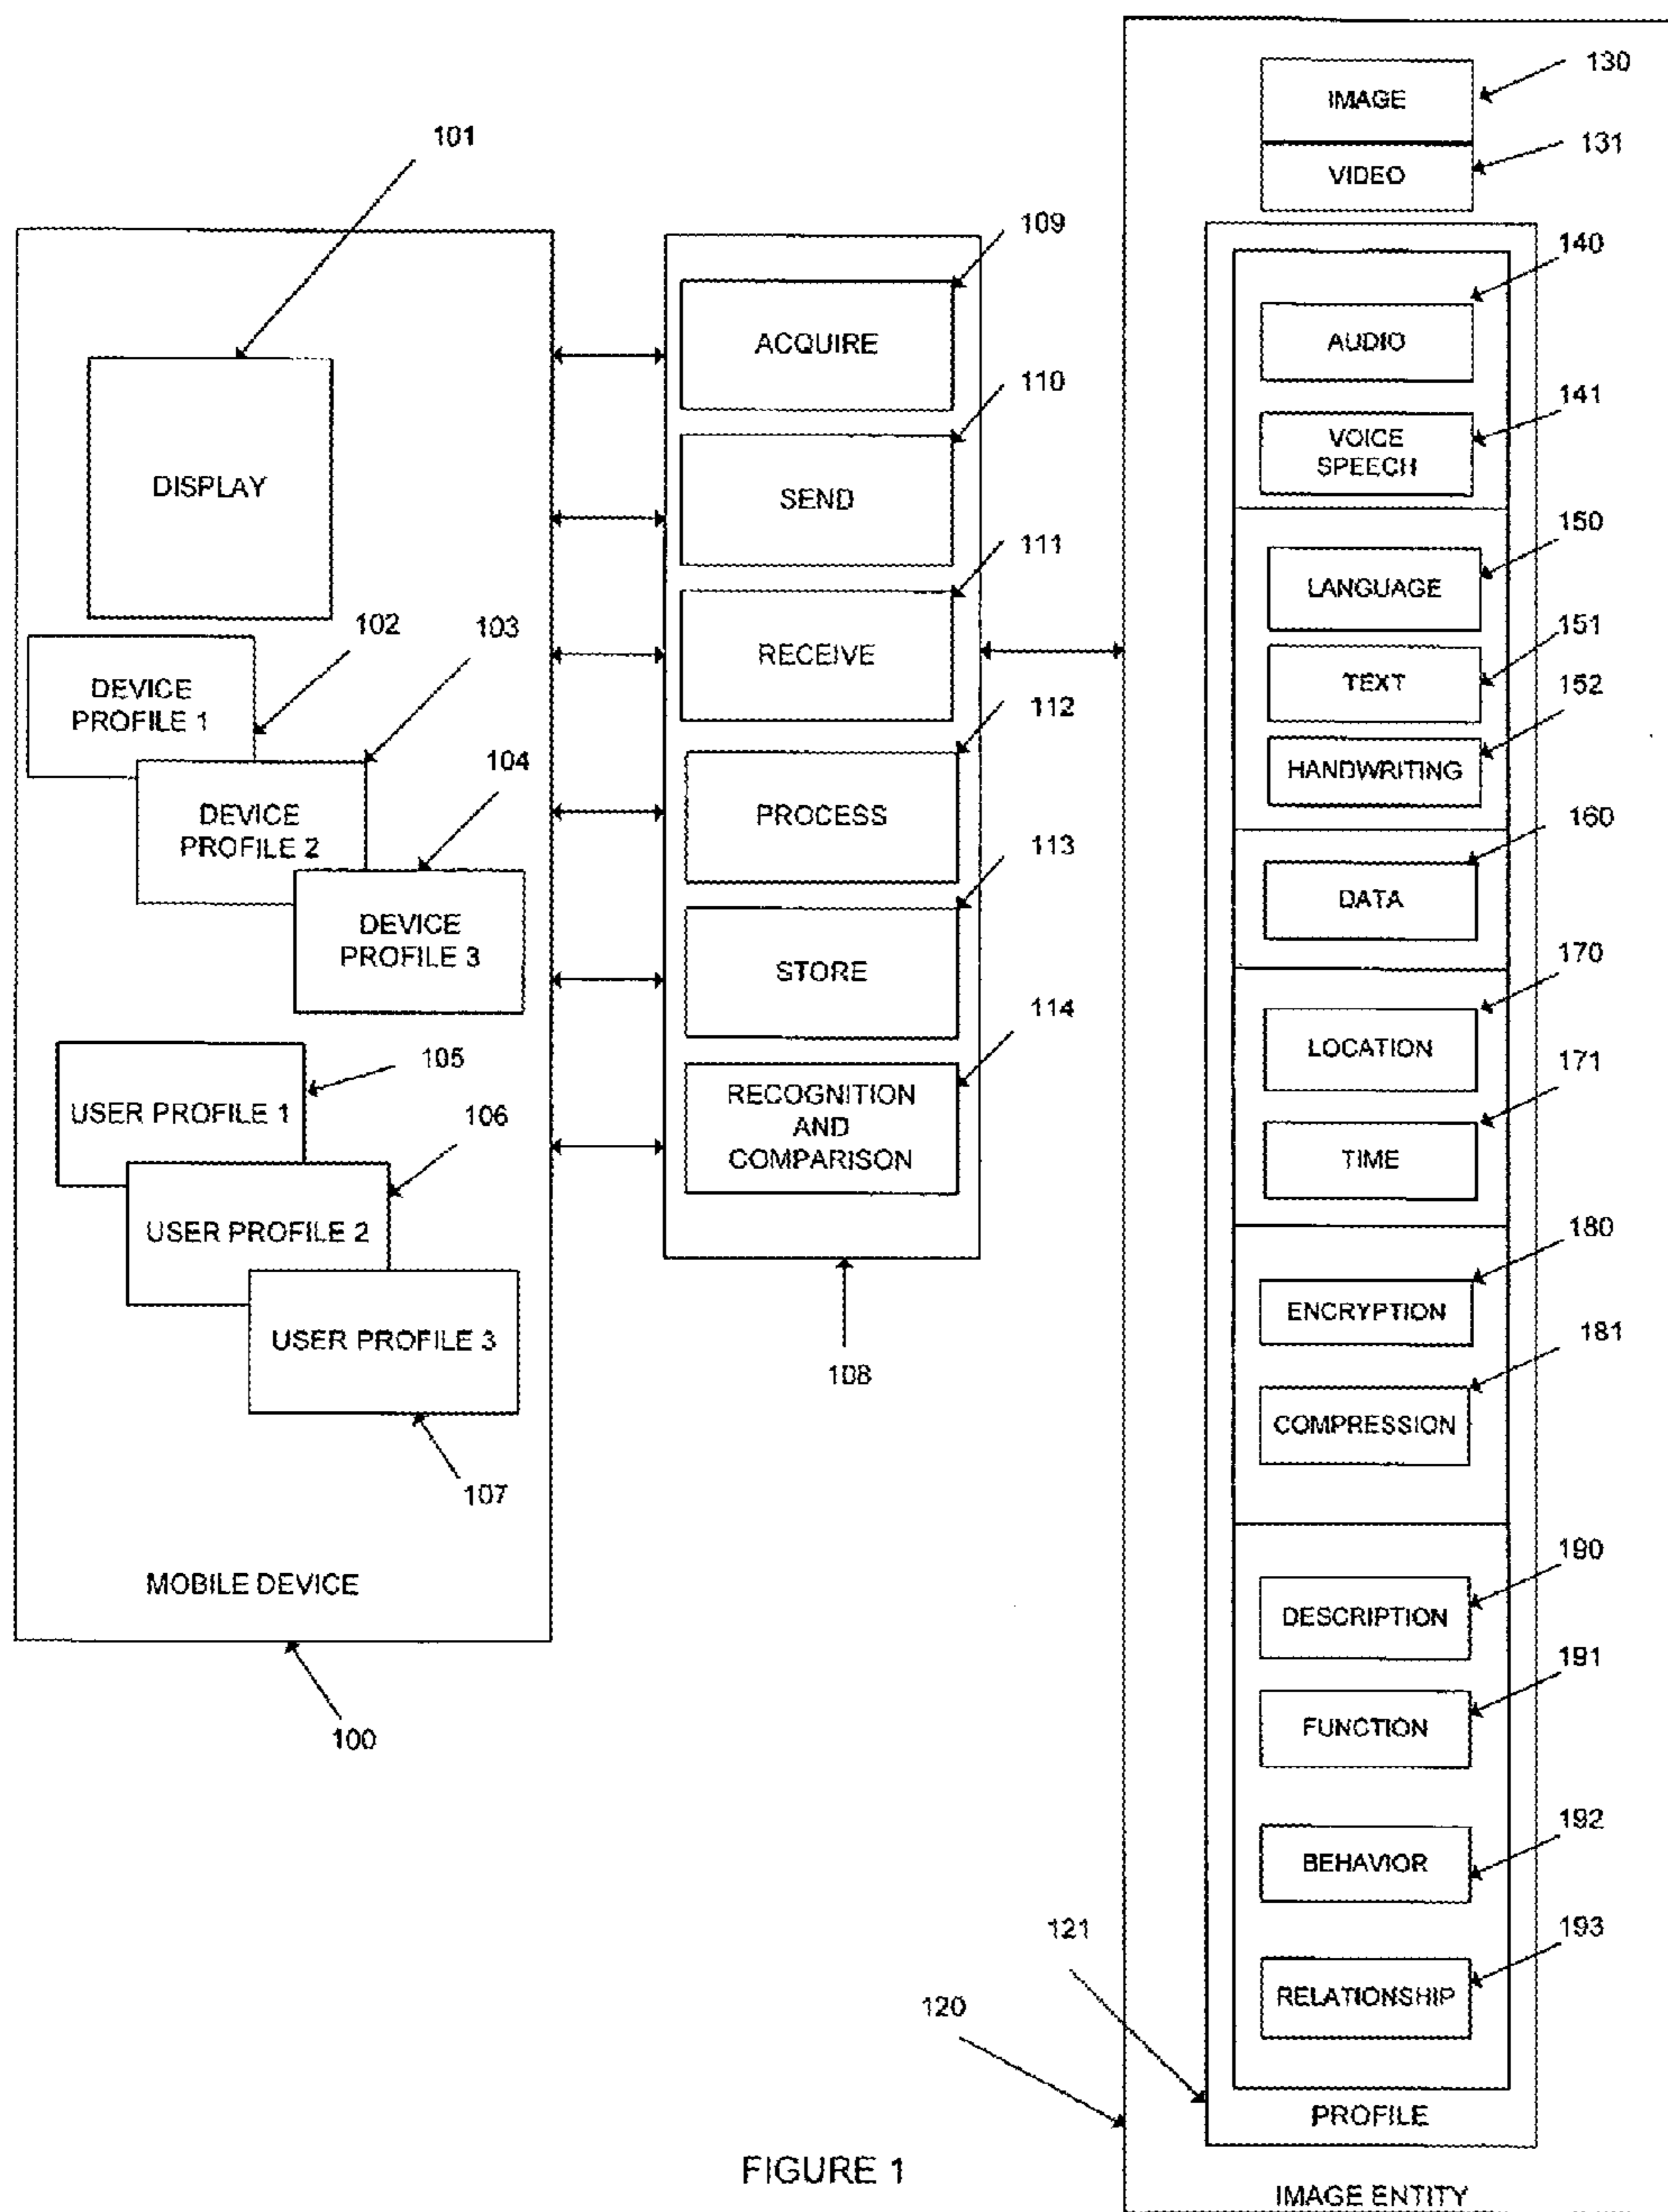 101
DISPLAY
102
103
DEVICE
PROFILE 1
104
DEVICE
PROFILE 2
DEVICE
PROFILE 3
105
USER PROFILE 1
106
USER PROFILE 2
USER PROFILE 3
107
MOBILE DEVICE
100
109
ACQUIRE
110
SEND
111
RECEIVE
112
PROCESS
113
STORE
114
RECOGNITION
AND
COMPARISON
108
130
IMAGE
131
VIDEO
140
AUDIO
141
VOICE
SPEECH
150
LANGUAGE
151
TEXT
152
HANDWRITING
160
DATA
170
LOCATION
171
TIME
180
ENCRYPTION
181
COMPRESSION
190
DESCRIPTION
191
FUNCTION
192
BEHAVIOR
193
RELATIONSHIP
121
120
PROFILE
IMAGE ENTITY
FIGURE 1